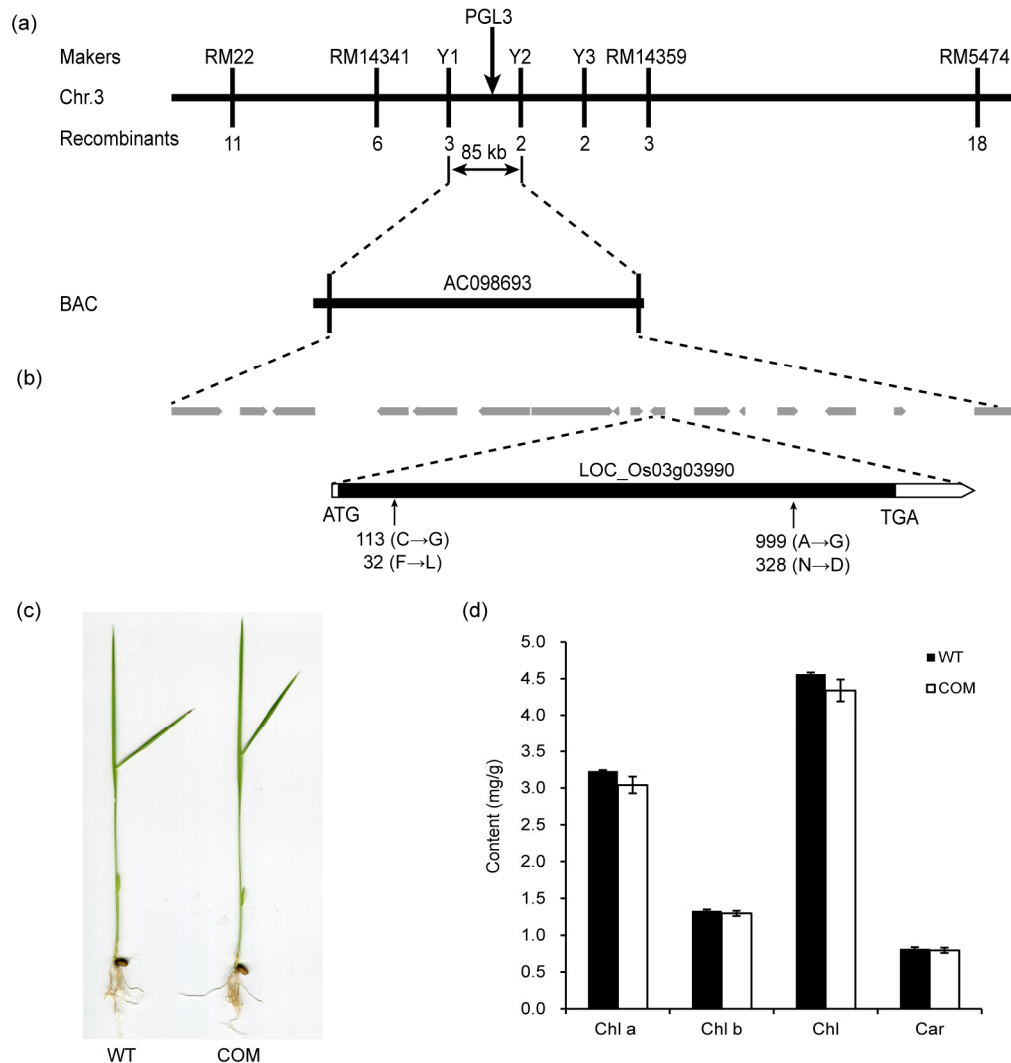 (a)
PGL3
Makers
RM22 RM14341 Y1 Y2 Y3 RM14359 RM5474
Chr.3
Recombinants
11 6 3 2 2 3 18
85 kb
AC098693
BAC
(b)
LOC_Os03g03990
ATG TGA
113 (C→G) 999 (A→G)
32 (F→L) 328 (N→D)
(c)
WT COM
(d)
5.0
4.5
4.0
3.5
3.0
2.5
2.0
1.5
1.0
0.5
0.0
Content (mg/g)
WT
COM
Chl a Chl b Chl Car